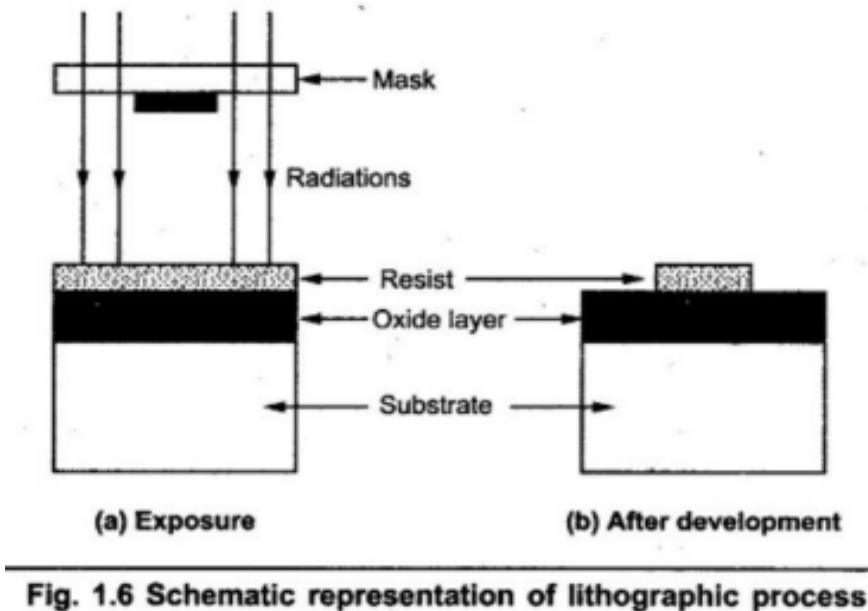 Mask
Radiations
Resist
Oxide layer
Substrate
(a) Exposure
(b) After development
Fig. 1.6 Schematic representation of lithographic process